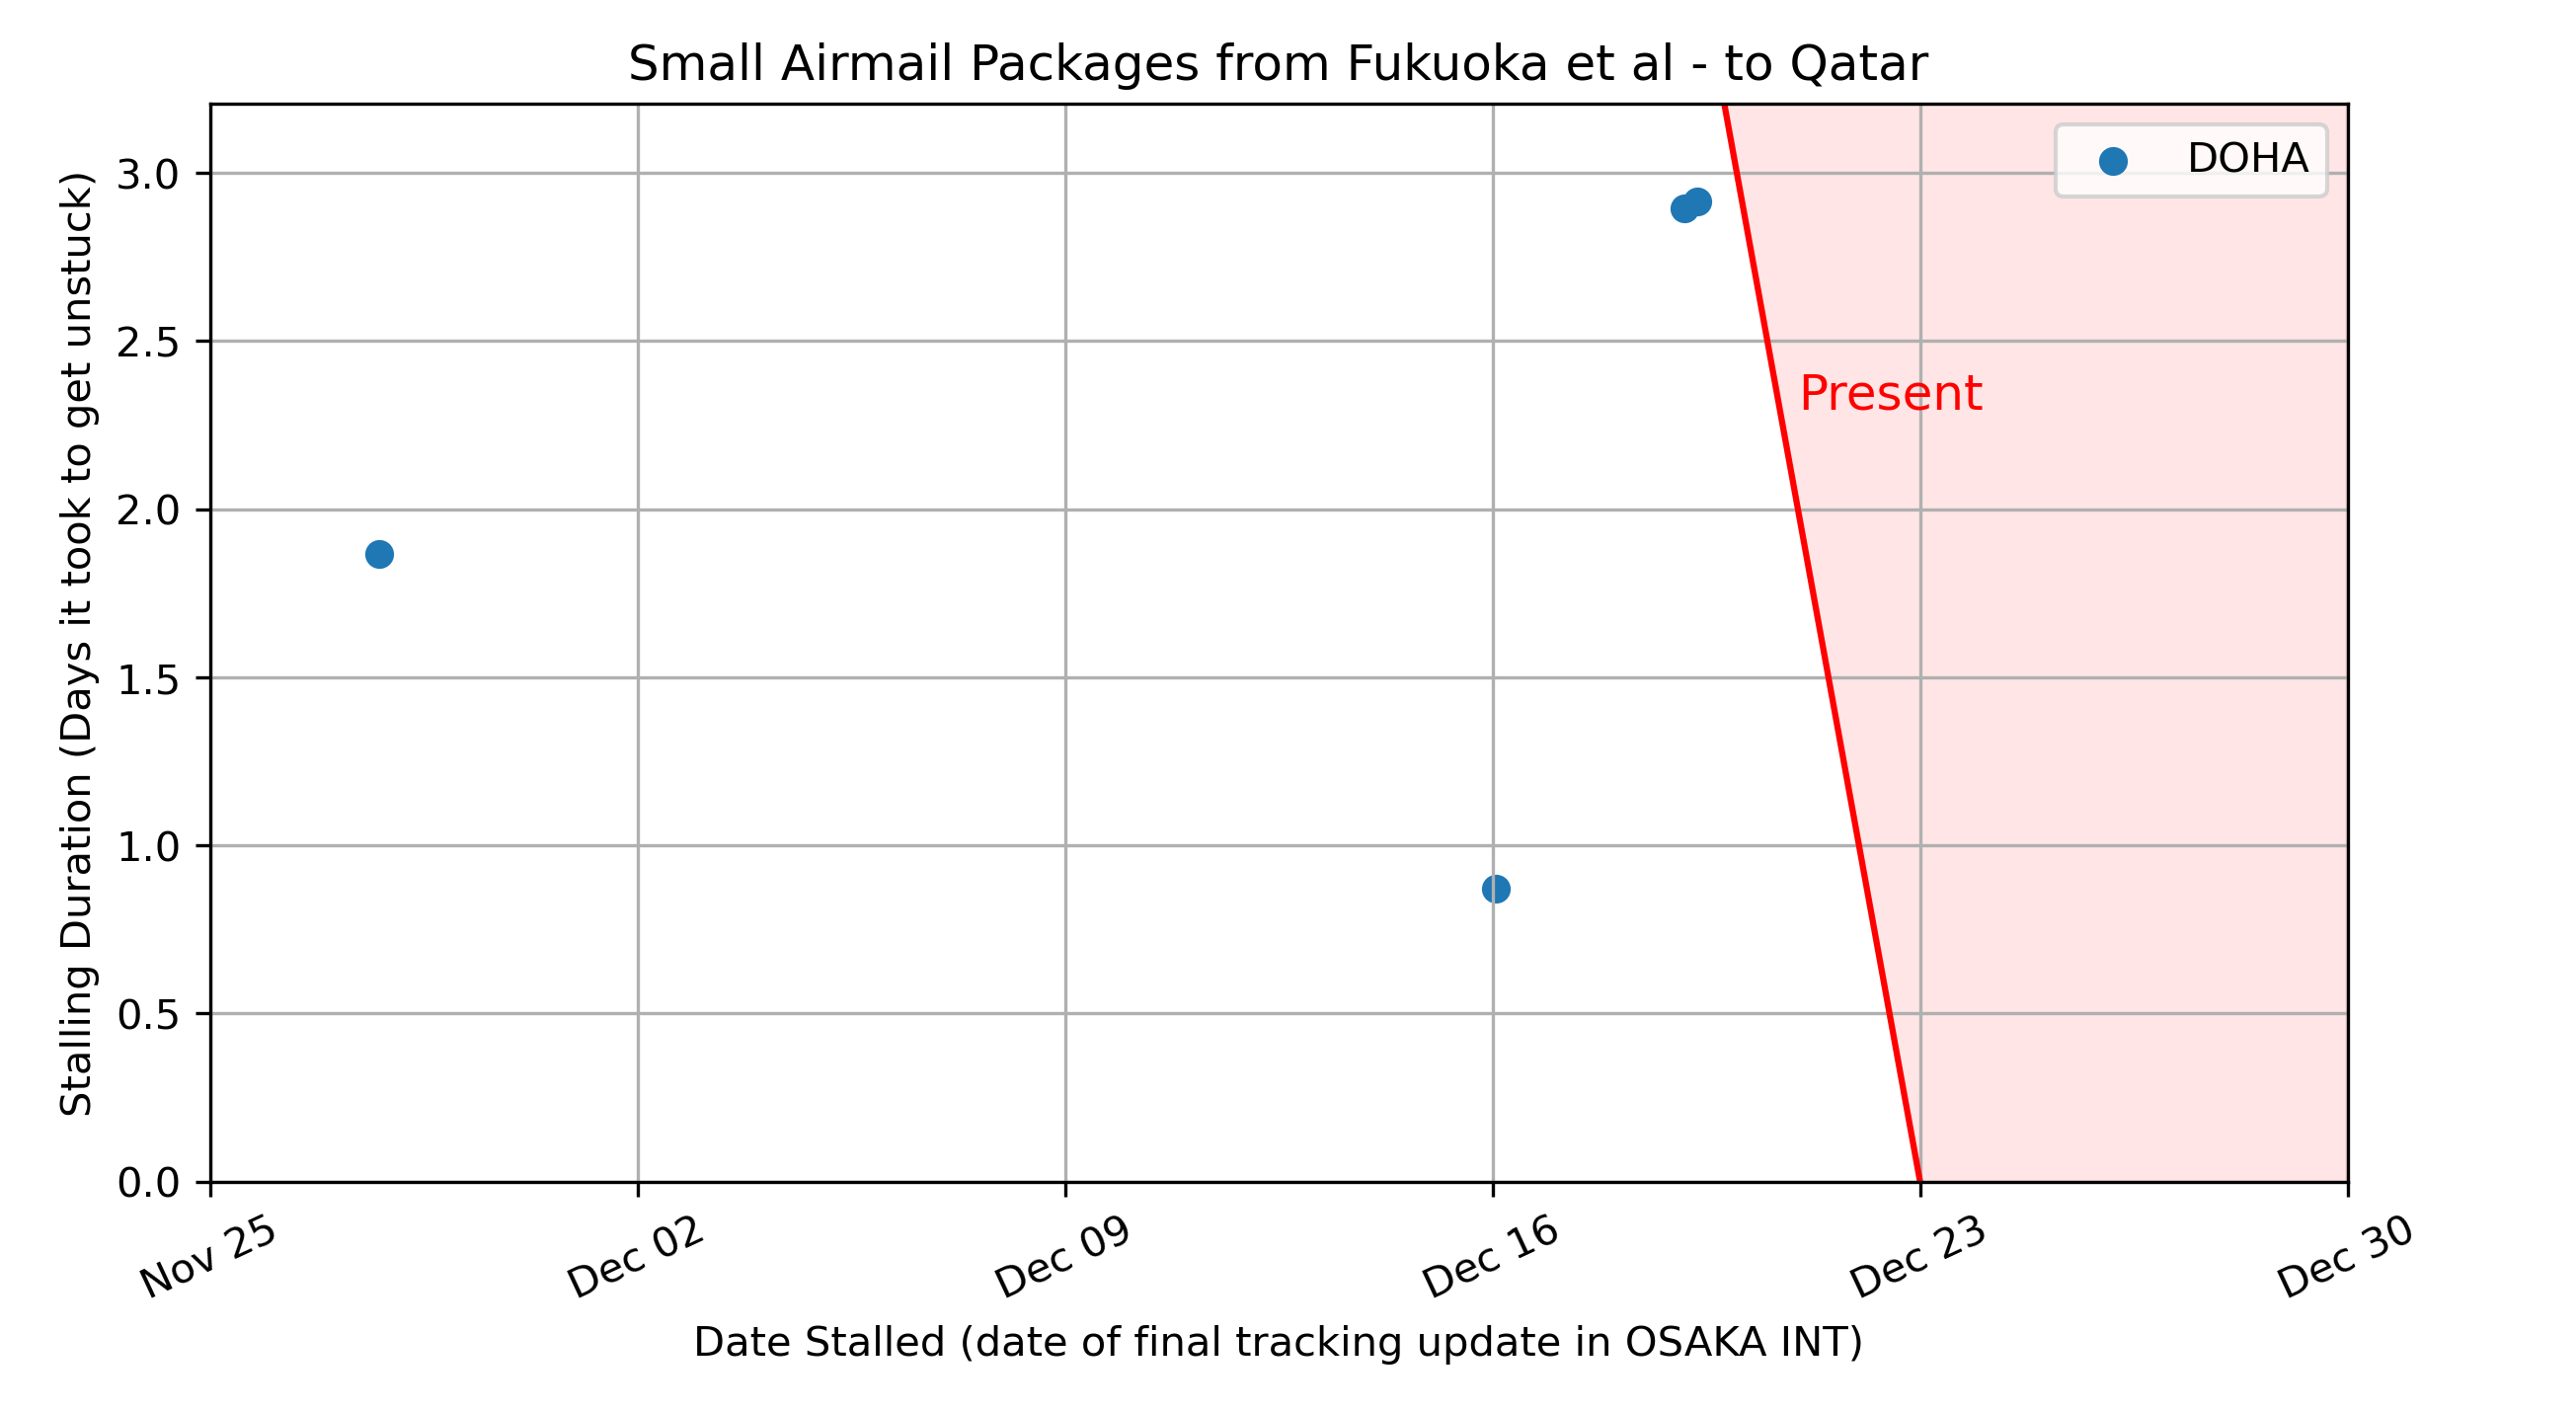 Small Airmail Packages from Fukuoka et al - to Qatar
DOHA
Present
Stalling Duration (Days it took to get unstuck)
3.0
2.5
2.0
1.5
1.0
0.5
0.0
Nov 25
Dec 02
Dec 09
Dec 16
Dec 23
Dec 30
Date Stalled (date of final tracking update in OSAKA INT)